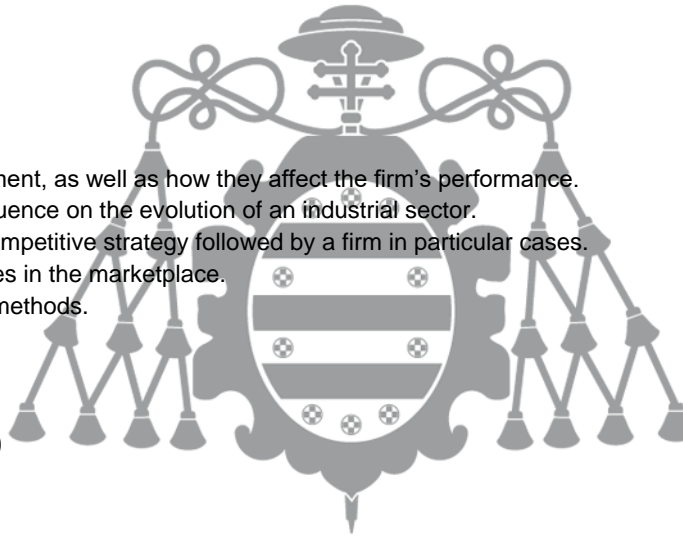 ment, as well as how they affect the firm's performance.
uence on the evolution of an industrial sector.
mpetitive strategy followed by a firm in particular cases.
es in the marketplace.
methods.
)